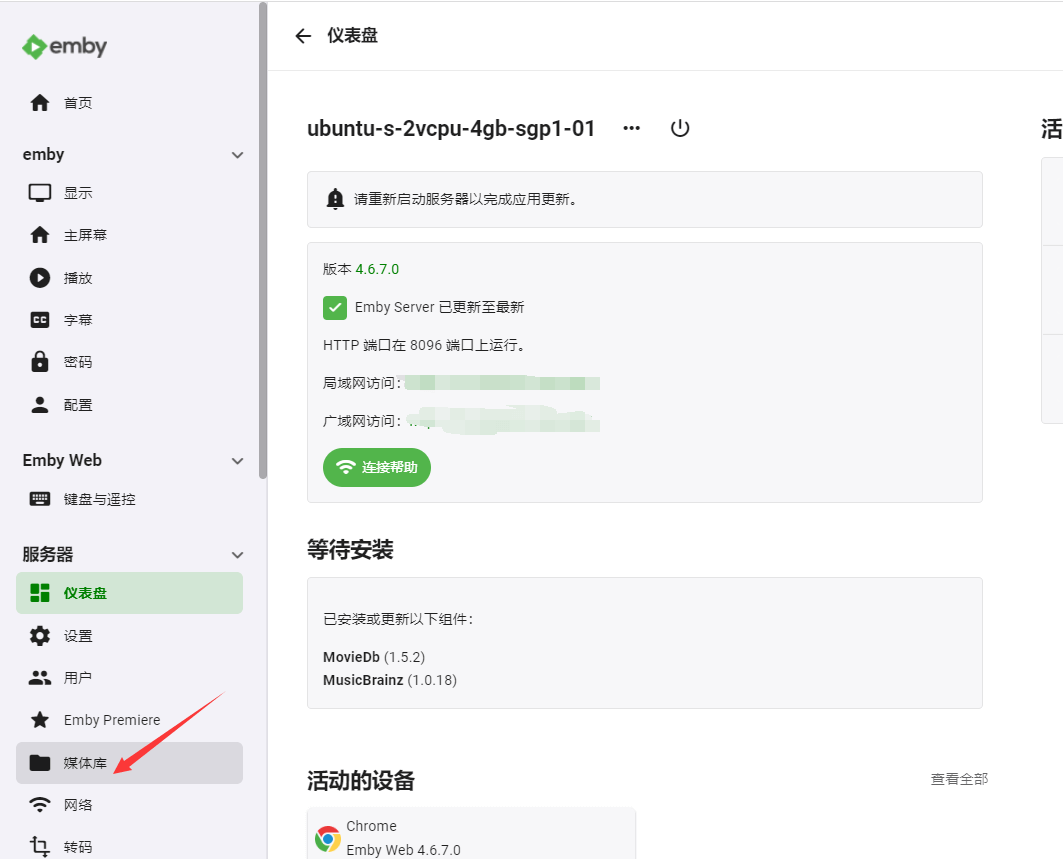 emby
首页
emby
显示
主屏幕
播放
字幕
密码
配置
Emby Web
键盘与遥控
服务器
仪表盘
设置
用户
Emby Premiere
媒体库
网络
转码
仪表盘
ubuntu-s-2vcpu-4gb-sgp1-01
请重新启动服务器以完成应用更新。
版本 4.6.7.0
Emby Server 已更新至最新
HTTP 端口在 8096 端口上运行。
局域网访问:
广域网访问:
连接帮助
等待安装
已安装或更新以下组件:
MovieDb (1.5.2)
MusicBrainz (1.0.18)
活动的设备
查看全部
Chrome
Emby Web 4.6.7.0
活